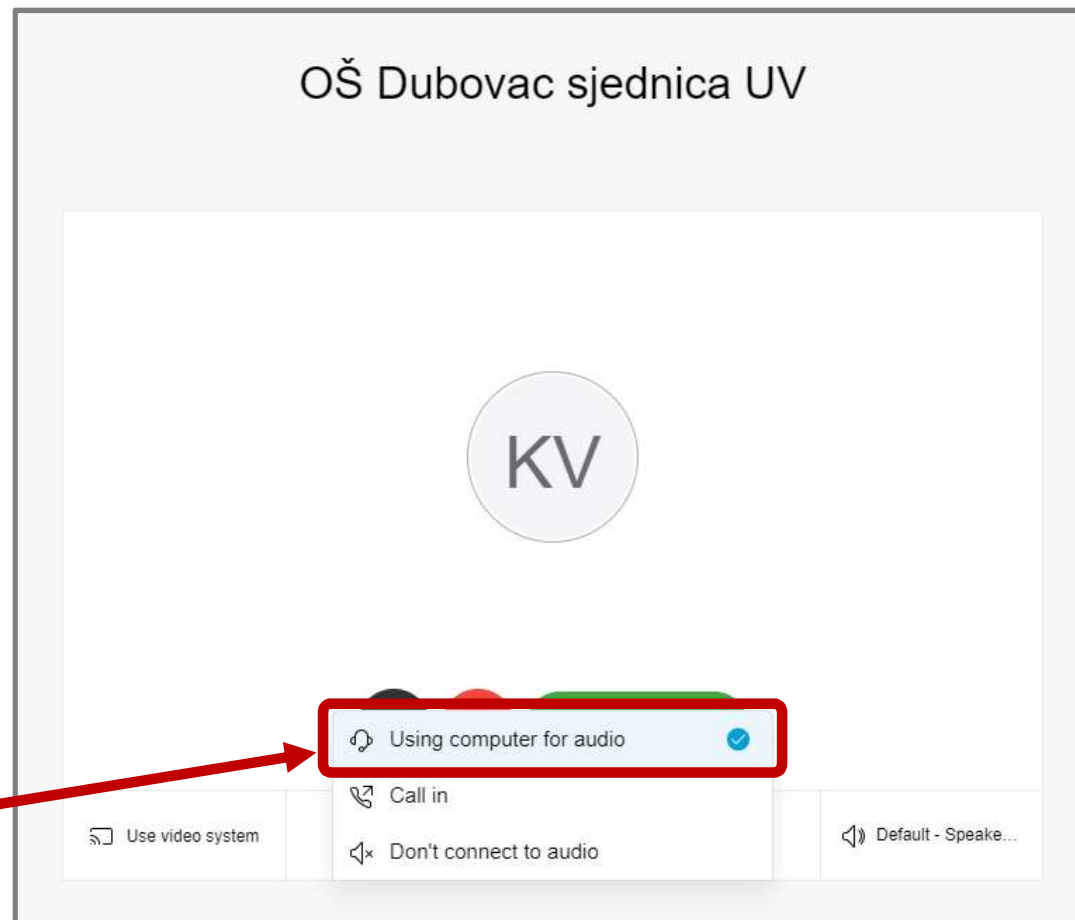 OŠ Dubovac sjednica UV
KV
Using computer for audio
Call in
Use video system
Don't connect to audio
Default - Speake...